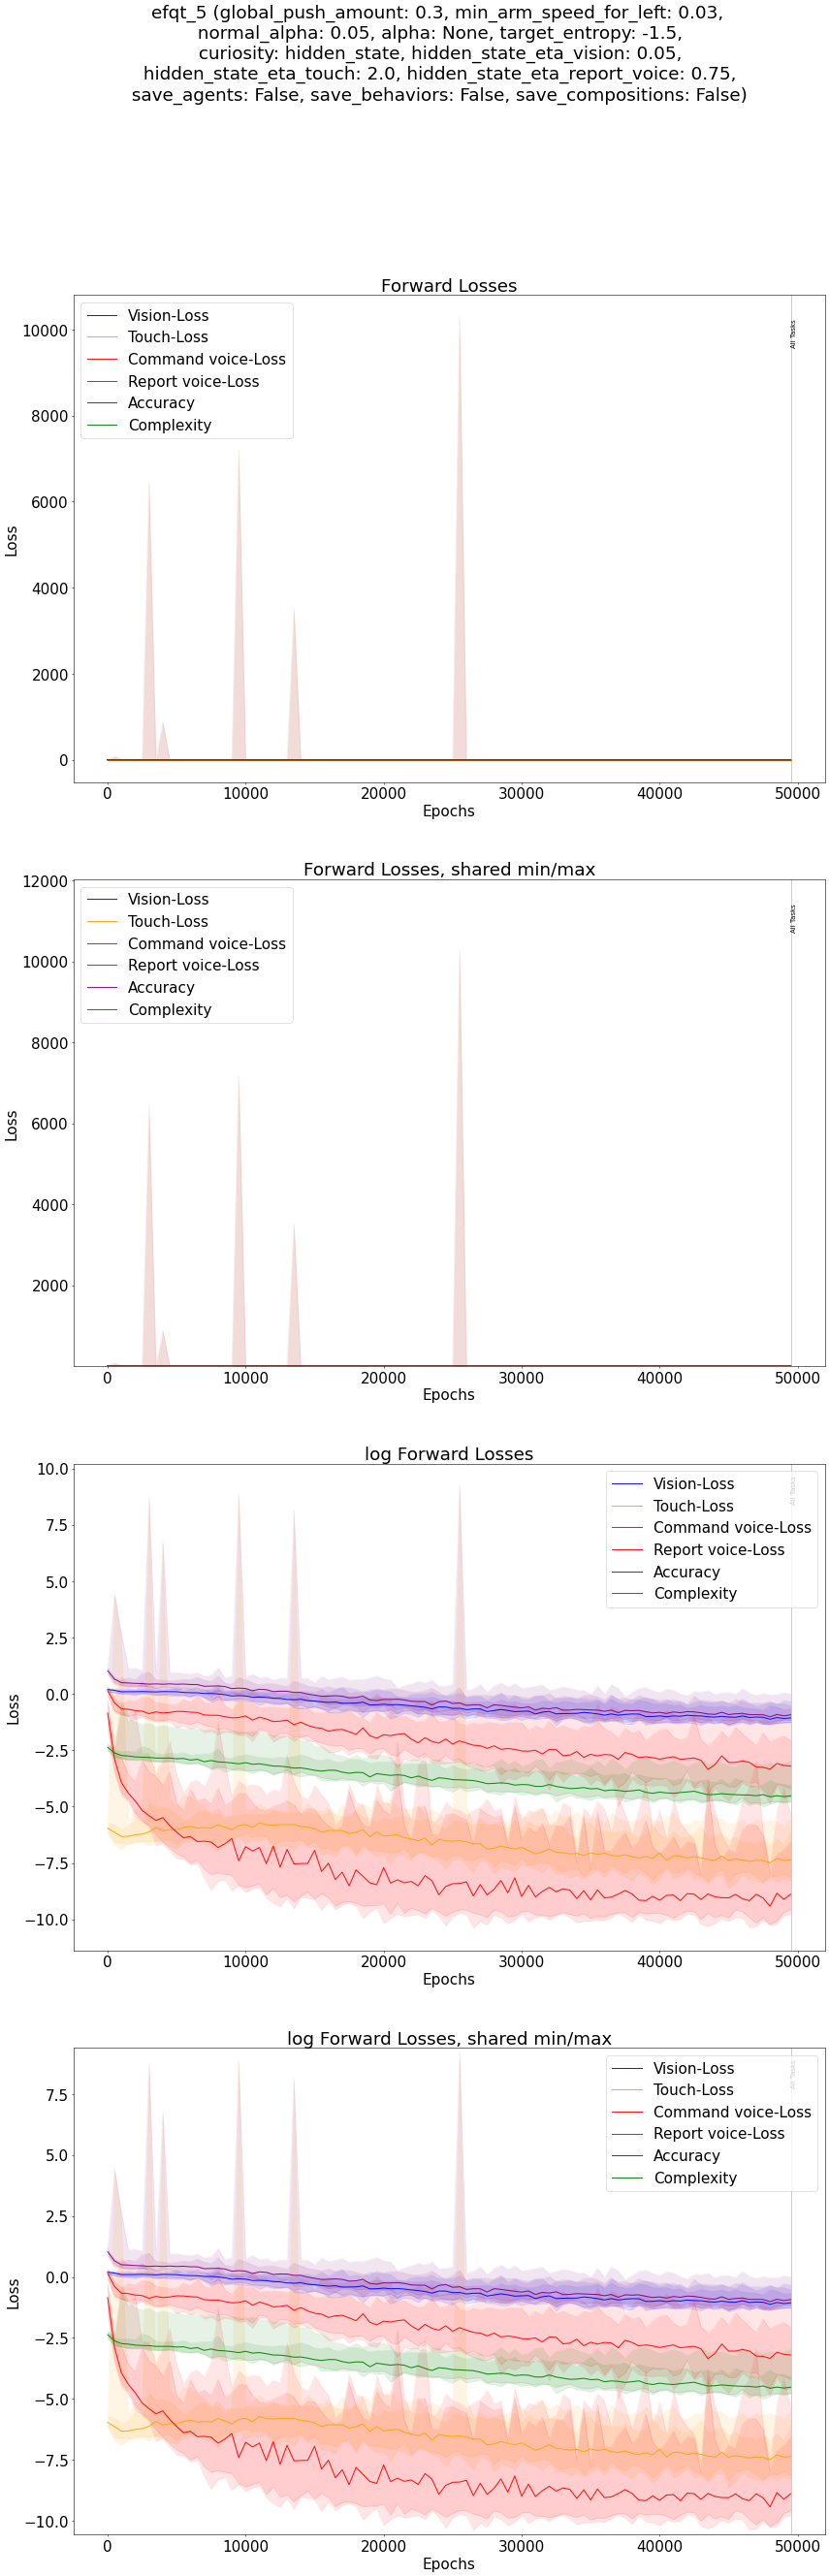 efqt_5 (global_push_amount: 0.3, min_arm_speed_for_left: 0.03,
normal_alpha: 0.05, alpha: None, target_entropy: -1.5,
curiosity: hidden_state, hidden_state_eta_vision: 0.05,
hidden_state_eta_touch: 2.0, hidden_state_eta_report_voice: 0.75,
save_agents: False, save_behaviors: False, save_compositions: False)
Forward Losses
Vision-Loss
Touch-Loss
Command voice-Loss
Report voice-Loss
Accuracy
Complexity
All Tasks
10000
8000
6000
4000
2000
0
Loss
0
10000
20000
30000
40000
50000
Epochs
Forward Losses, shared min/max
Vision-Loss
Touch-Loss
Command voice-Loss
Report voice-Loss
Accuracy
Complexity
All Tasks
12000
10000
8000
6000
4000
2000
Loss
0
10000
20000
30000
40000
50000
Epochs
log Forward Losses
Vision-Loss
Touch-Loss
Command voice-Loss
Report voice-Loss
Accuracy
Complexity
All Tasks
10.0
7.5
5.0
2.5
0.0
−2.5
−5.0
−7.5
−10.0
Loss
0
10000
20000
30000
40000
50000
Epochs
log Forward Losses, shared min/max
Vision-Loss
Touch-Loss
Command voice-Loss
Report voice-Loss
Accuracy
Complexity
All Tasks
7.5
5.0
2.5
0.0
−2.5
−5.0
−7.5
−10.0
Loss
0
10000
20000
30000
40000
50000
Epochs